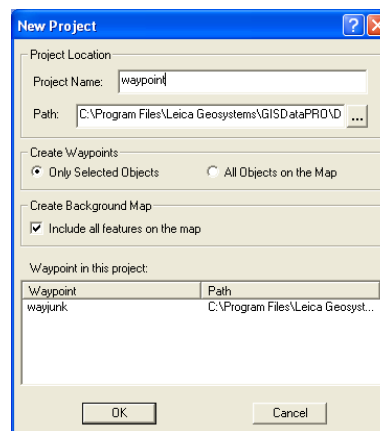 New Project
Project Location
Project Name: waypoint
Path: C:\Program Files\Leica Geosystems\GISDataPRO\D ...
Create Waypoints
Only Selected Objects All Objects on the Map
Create Background Map
Include all features on the map
Waypoint in this project:
Waypoint Path
wayjunk C:\Program Files\Leica Geosyst...
OK Cancel